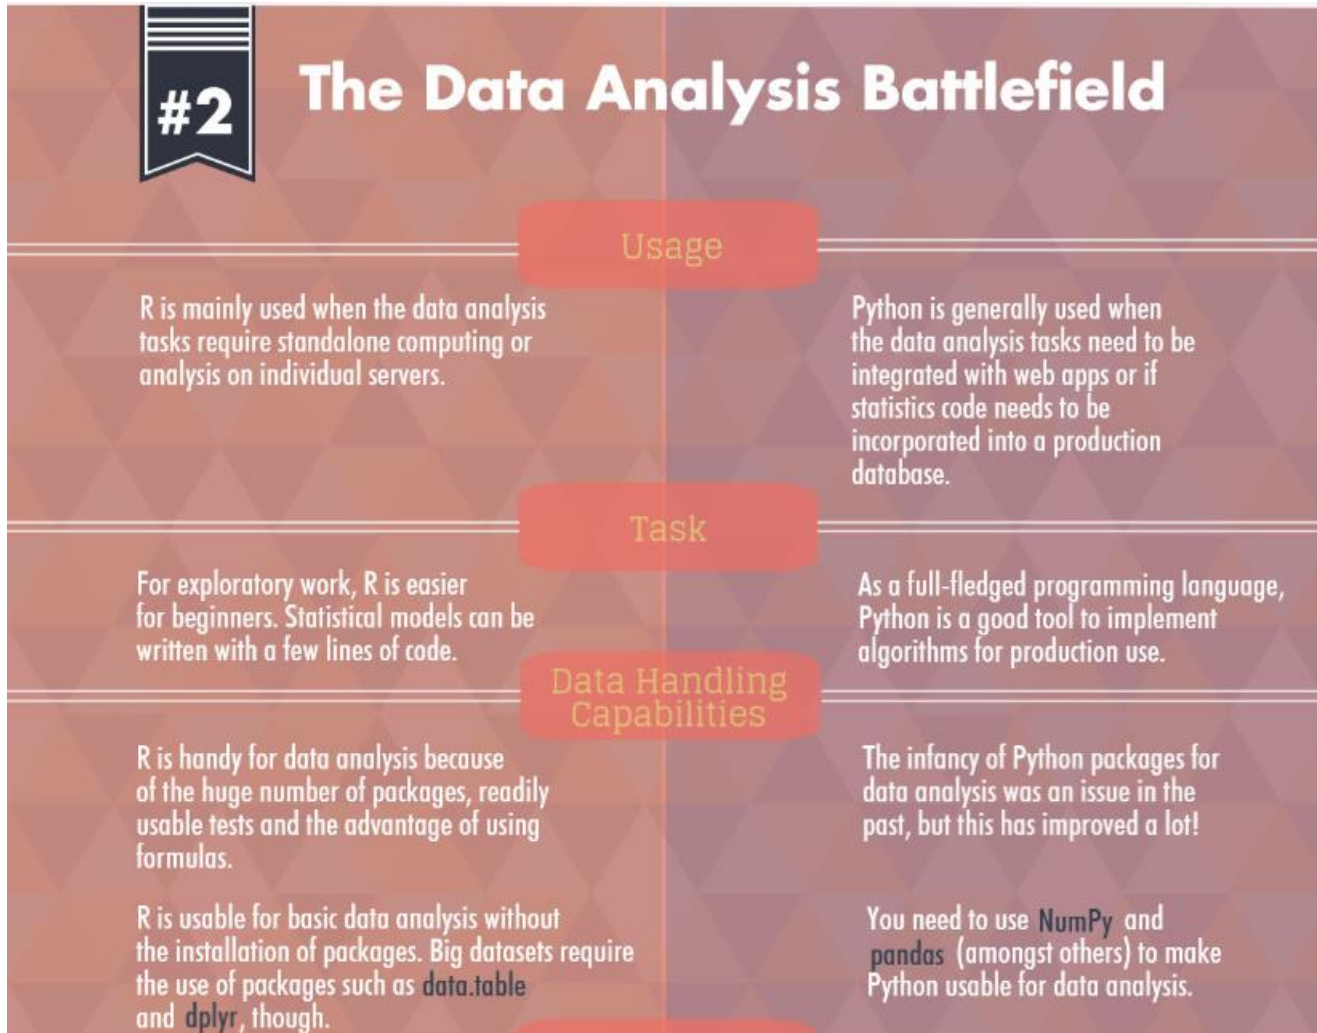 #2
The Data Analysis Battlefield
Usage
R is mainly used when the data analysis
tasks require standalone computing or
analysis on individual servers.
Python is generally used when
the data analysis tasks need to be
integrated with web apps or if
statistics code needs to be
incorporated into a production
database.
Task
For exploratory work, R is easier
for beginners. Statistical models can be
written with a few lines of code.
As a full-fledged programming language,
Python is a good tool to implement
algorithms for production use.
Data Handling
Capabilities
R is handy for data analysis because
of the huge number of packages, readily
usable tests and the advantage of using
formulas.
The infancy of Python packages for
data analysis was an issue in the
past, but this has improved a lot!
R is usable for basic data analysis without
the installation of packages. Big datasets require
the use of packages such as data.table
and dplyr, though.
You need to use NumPy and
pandas (amongst others) to make
Python usable for data analysis.